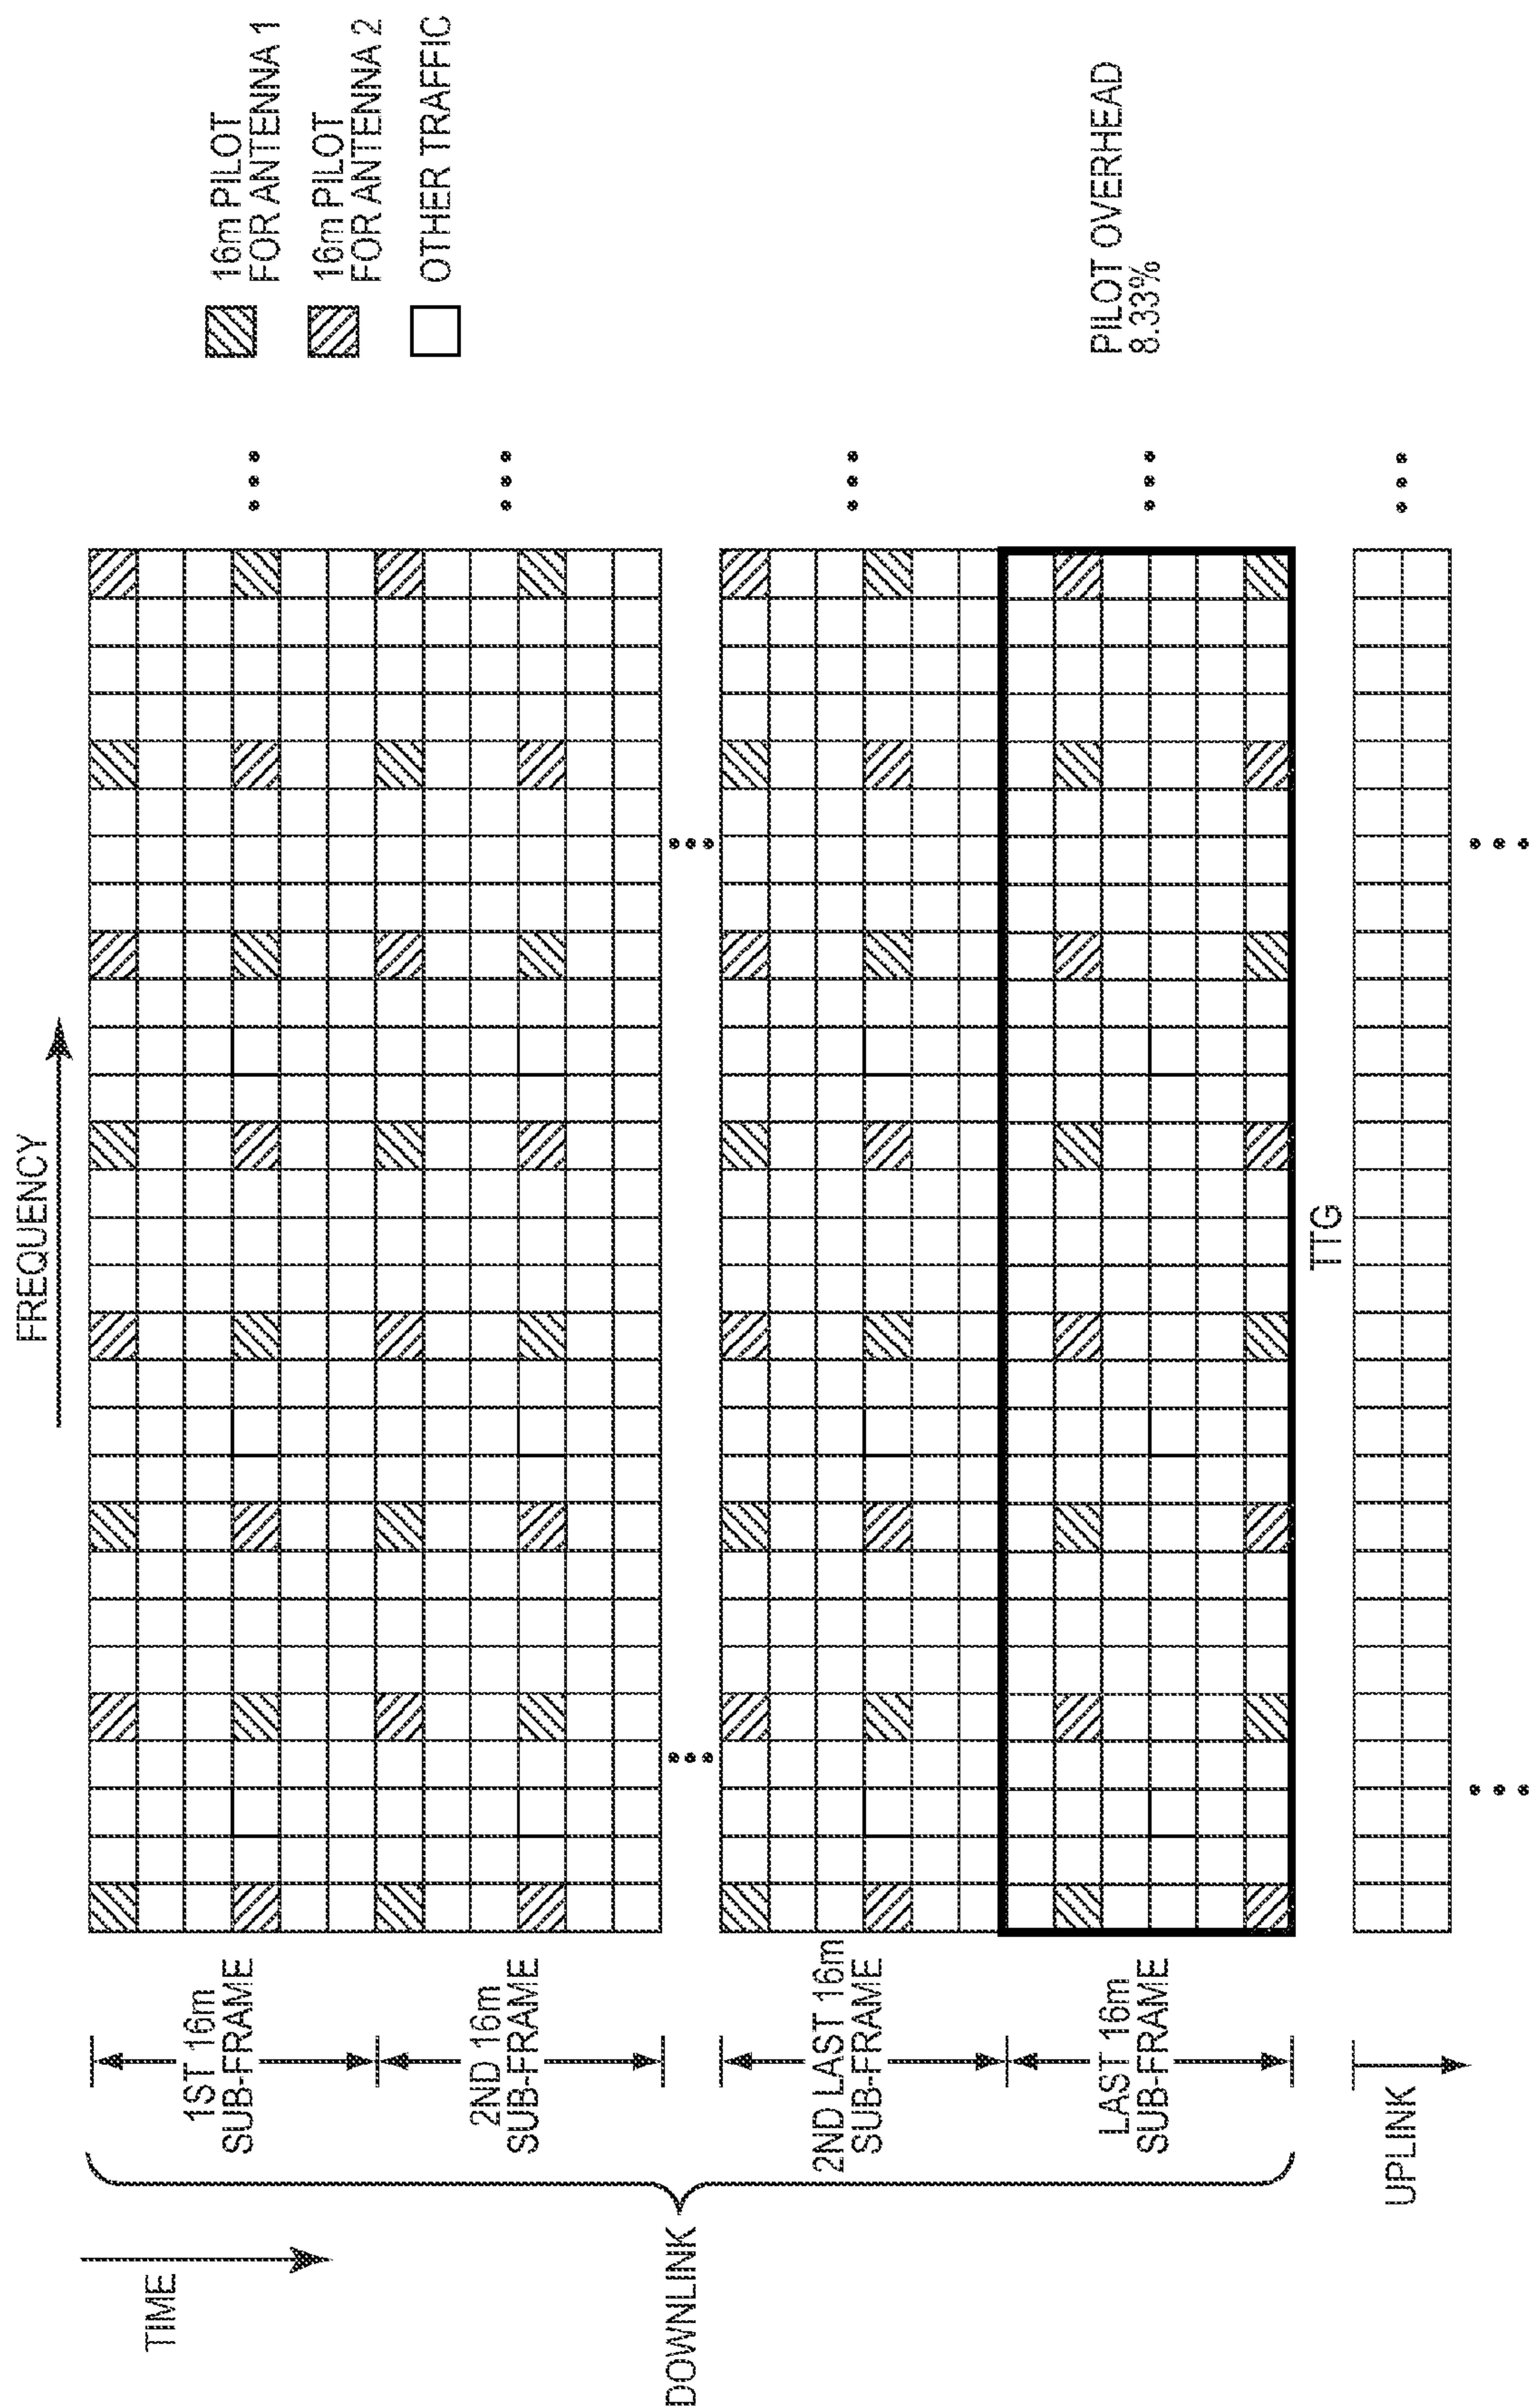 TIME
FREQUENCY
DOWNLINK
1ST 16m
SUB-FRAME
2ND 16m
SUB-FRAME
2ND LAST 16m
SUB-FRAME
LAST 16m
SUB-FRAME
UPLINK
TTG
16m PILOT
FOR ANTENNA 1
16m PILOT
FOR ANTENNA 2
OTHER TRAFFIC
PILOT OVERHEAD
8.33%